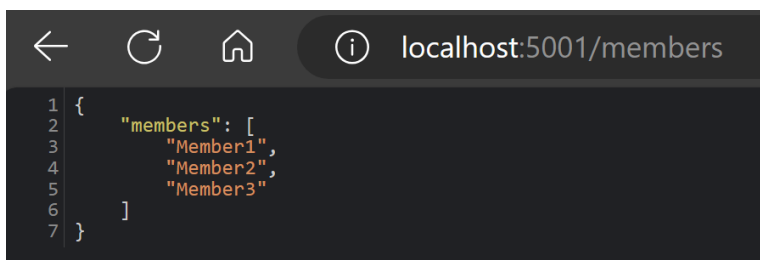 localhost:5001/members
1 {
2     "members": [
3         "Member1",
4         "Member2",
5         "Member3"
6     ]
7 }